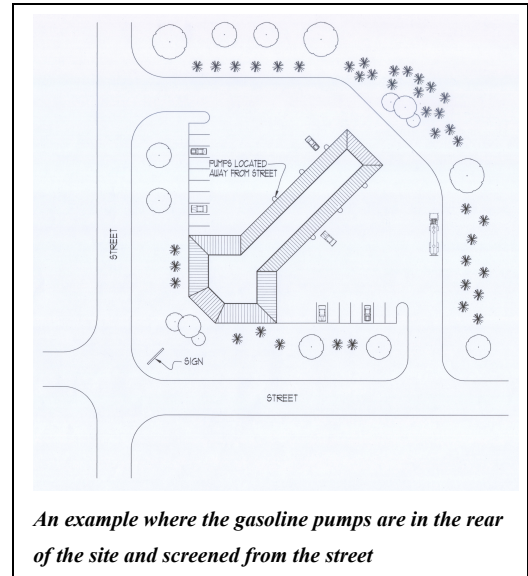 PUMPS LOCATED
AWAY FROM STREET
STREET
SIGN
STREET
An example where the gasoline pumps are in the rear
of the site and screened from the street